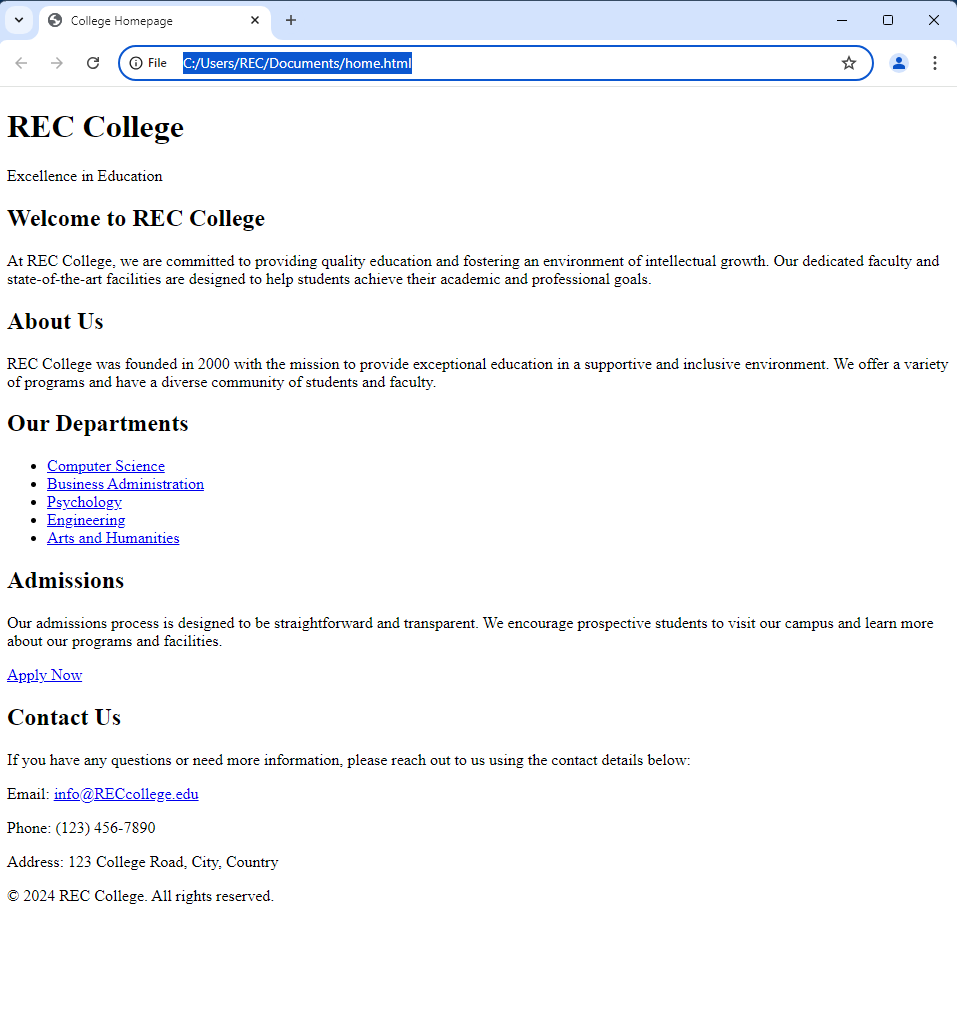 College Homepage
File C:/Users/REC/Documents/home.html
REC College
Excellence in Education
Welcome to REC College
At REC College, we are committed to providing quality education and fostering an environment of intellectual growth. Our dedicated faculty and
state-of-the-art facilities are designed to help students achieve their academic and professional goals.
About Us
REC College was founded in 2000 with the mission to provide exceptional education in a supportive and inclusive environment. We offer a variety
of programs and have a diverse community of students and faculty.
Our Departments
• Computer Science
• Business Administration
• Psychology
• Engineering
• Arts and Humanities
Admissions
Our admissions process is designed to be straightforward and transparent. We encourage prospective students to visit our campus and learn more
about our programs and facilities.
Apply Now
Contact Us
If you have any questions or need more information, please reach out to us using the contact details below:
Email: info@RECcollege.edu
Phone: (123) 456-7890
Address: 123 College Road, City, Country
© 2024 REC College. All rights reserved.